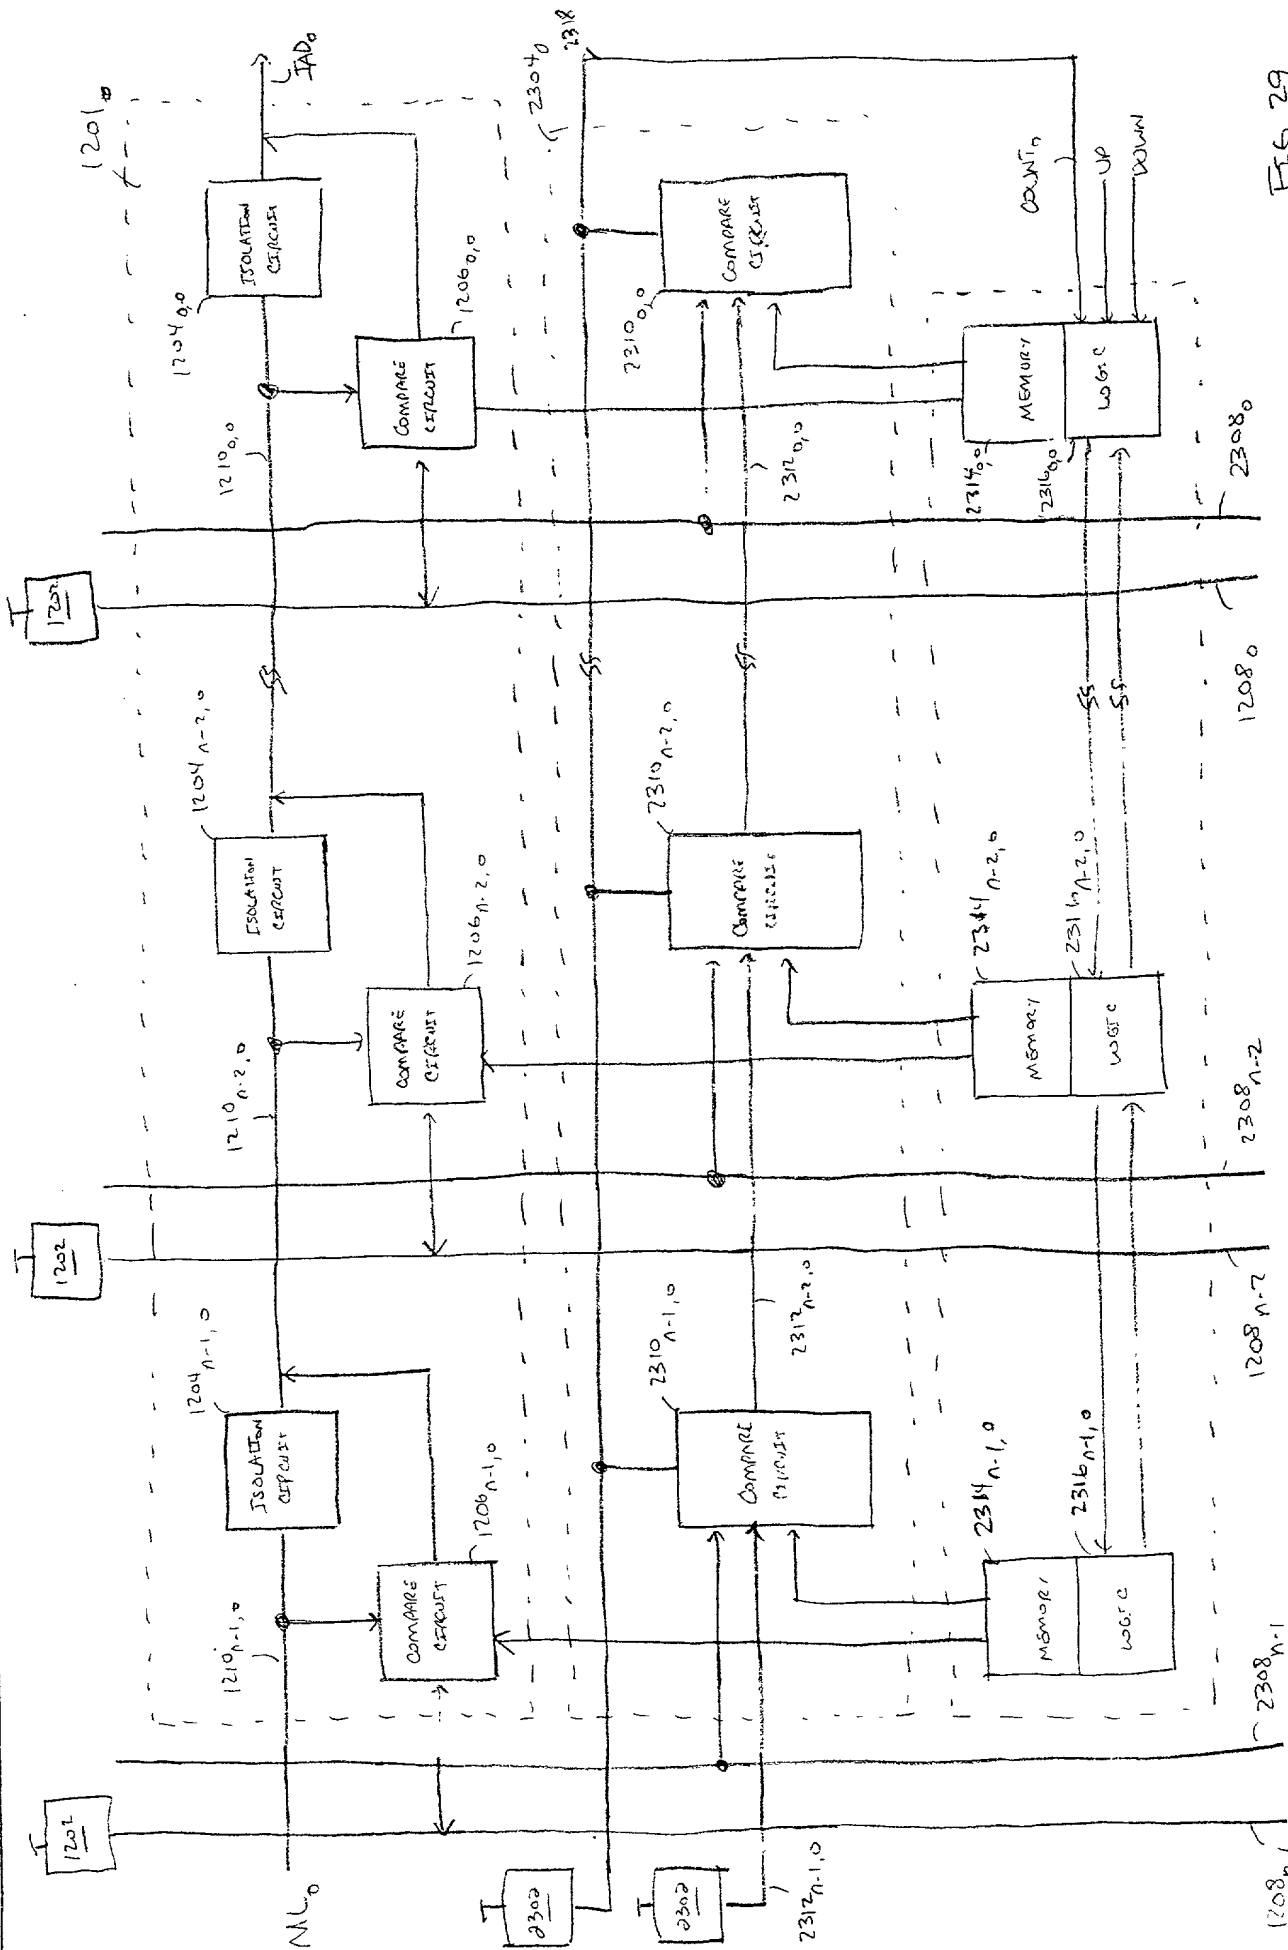 FIG 29
1201₀
IAD₀
ISOLATION
CIRCUIT
1204₀,₀
1210₀,₀
COMPARE
CIRCUIT
1206₀,₀
2304₀
2318
COMPARE
CIRCUIT
2310₀,₀
2312₀,₀
MEMORY
LOGIC
2314₀,₀
2316₀,₀
COUNT₀
UP
DOWN
2308₀
1208₀
1202
SS
SS
SS
SS
SS
ISOLATION
CIRCUIT
1204ₙ₋₂,₀
1210ₙ₋₂,₀
COMPARE
CIRCUIT
1206ₙ₋₂,₀
COMPARE
CIRCUIT
2310ₙ₋₂,₀
2312ₙ₋₂,₀
MEMORY
LOGIC
2314ₙ₋₂,₀
2316ₙ₋₂,₀
2308ₙ₋₂
1208ₙ₋₂
1202
ISOLATION
CIRCUIT
1204ₙ₋₁,₀
1210ₙ₋₁,₀
COMPARE
CIRCUIT
1206ₙ₋₁,₀
COMPARE
CIRCUIT
2310ₙ₋₁,₀
2312ₙ₋₁,₀
MEMORY
LOGIC
2314ₙ₋₁,₀
2316ₙ₋₁,₀
2308ₙ₋₁
1208ₙ₋₁
1202
ML₀
2302
2302